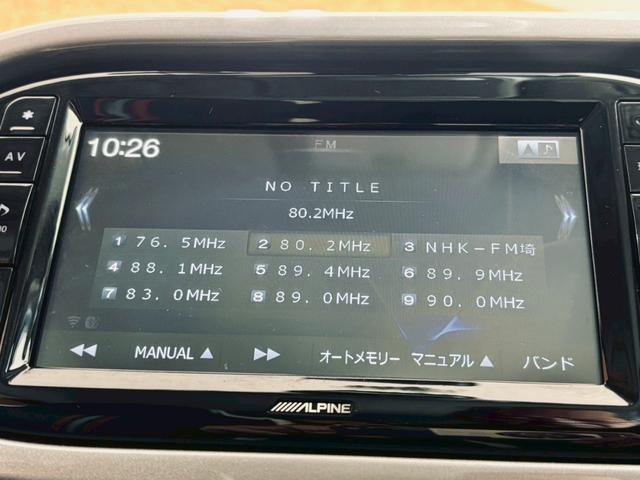 10:26
FM
NO TITLE
80.2MHz
1 76.5MHz 2 80.2MHz 3 NHK-FM埼
4 88.1MHz 5 89.4MHz 6 89.9MHz
7 83.0MHz 8 89.0MHz 9 90.0MHz
AV
MANUAL ▲ オートメモリー マニュアル ▲ バンド
ALPINE